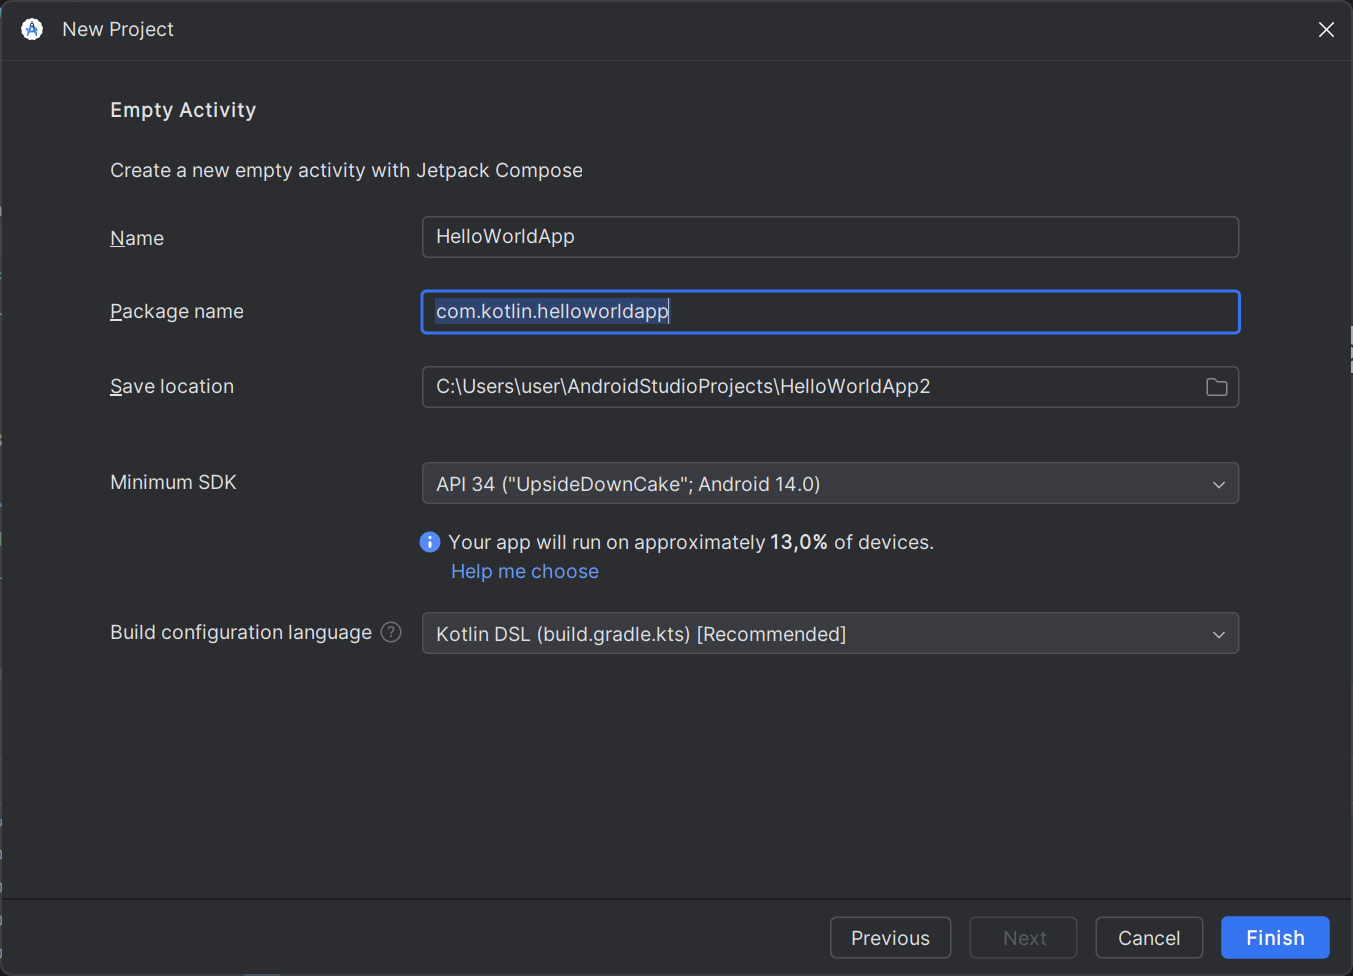 New Project
Empty Activity
Create a new empty activity with Jetpack Compose
Name
HelloWorldApp
Package name
com.kotlin.helloworldapp
Save location
C:\Users\user\AndroidStudioProjects\HelloWorldApp2
Minimum SDK
API 34 ("UpsideDownCake"; Android 14.0)
Your app will run on approximately 13,0% of devices.
Help me choose
Build configuration language ?
Kotlin DSL (build.gradle.kts) [Recommended]
Previous Next Cancel Finish